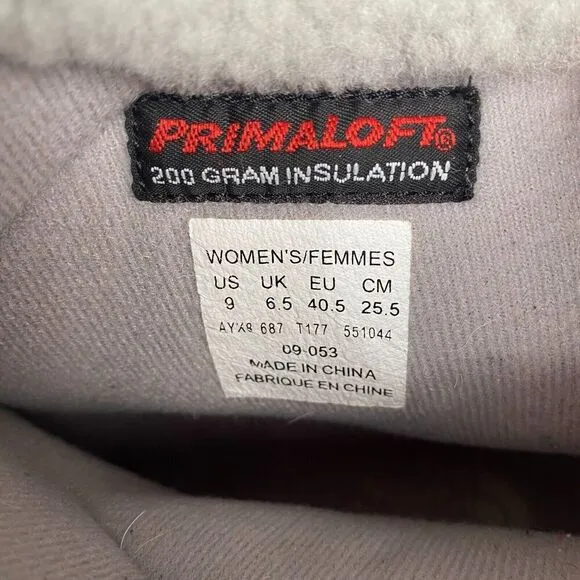 PRIMALOFT®
200 GRAM INSULATION
WOMEN'S/FEMMES
US UK EU CM
9 6.5 40.5 25.5
687 T177 551044
09-053
MADE IN CHINA
FABRIQUE EN CHINE